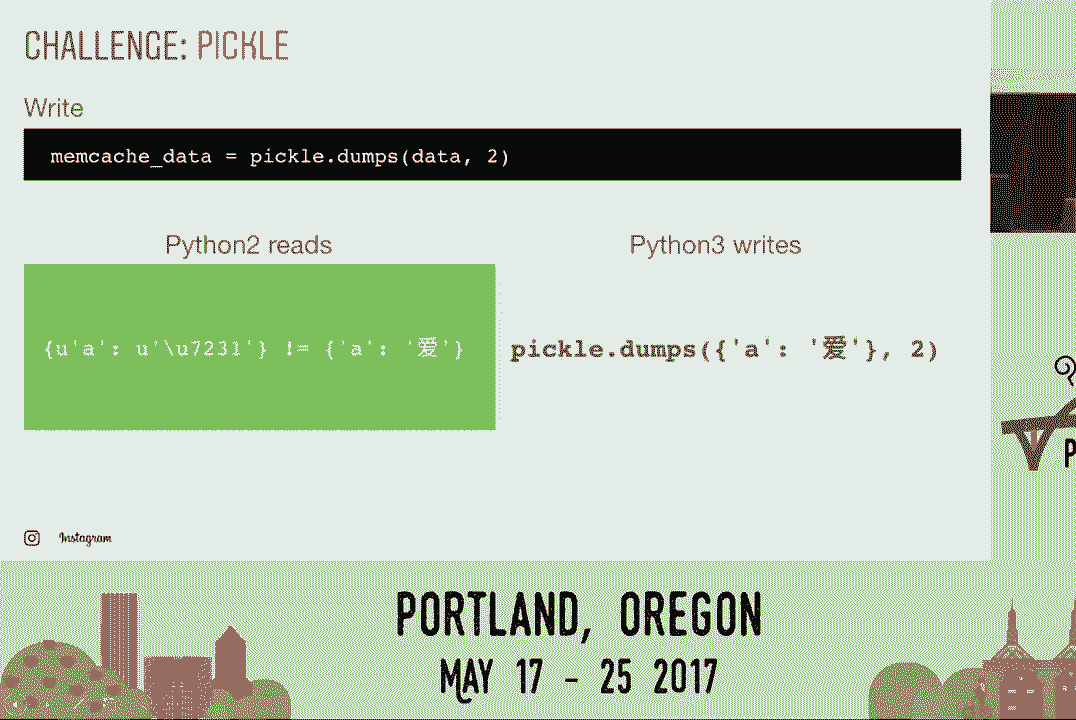 CHALLENGE: PICKLE
Write
memcache_data = pickle.dumps(data, 2)
Python2 reads
Python3 writes
{u'a': u'\u7231'} != {'a': '爱'}
pickle.dumps({'a': '爱'}, 2)
P
Instagram
PORTLAND, OREGON
MAY 17 - 25 2017